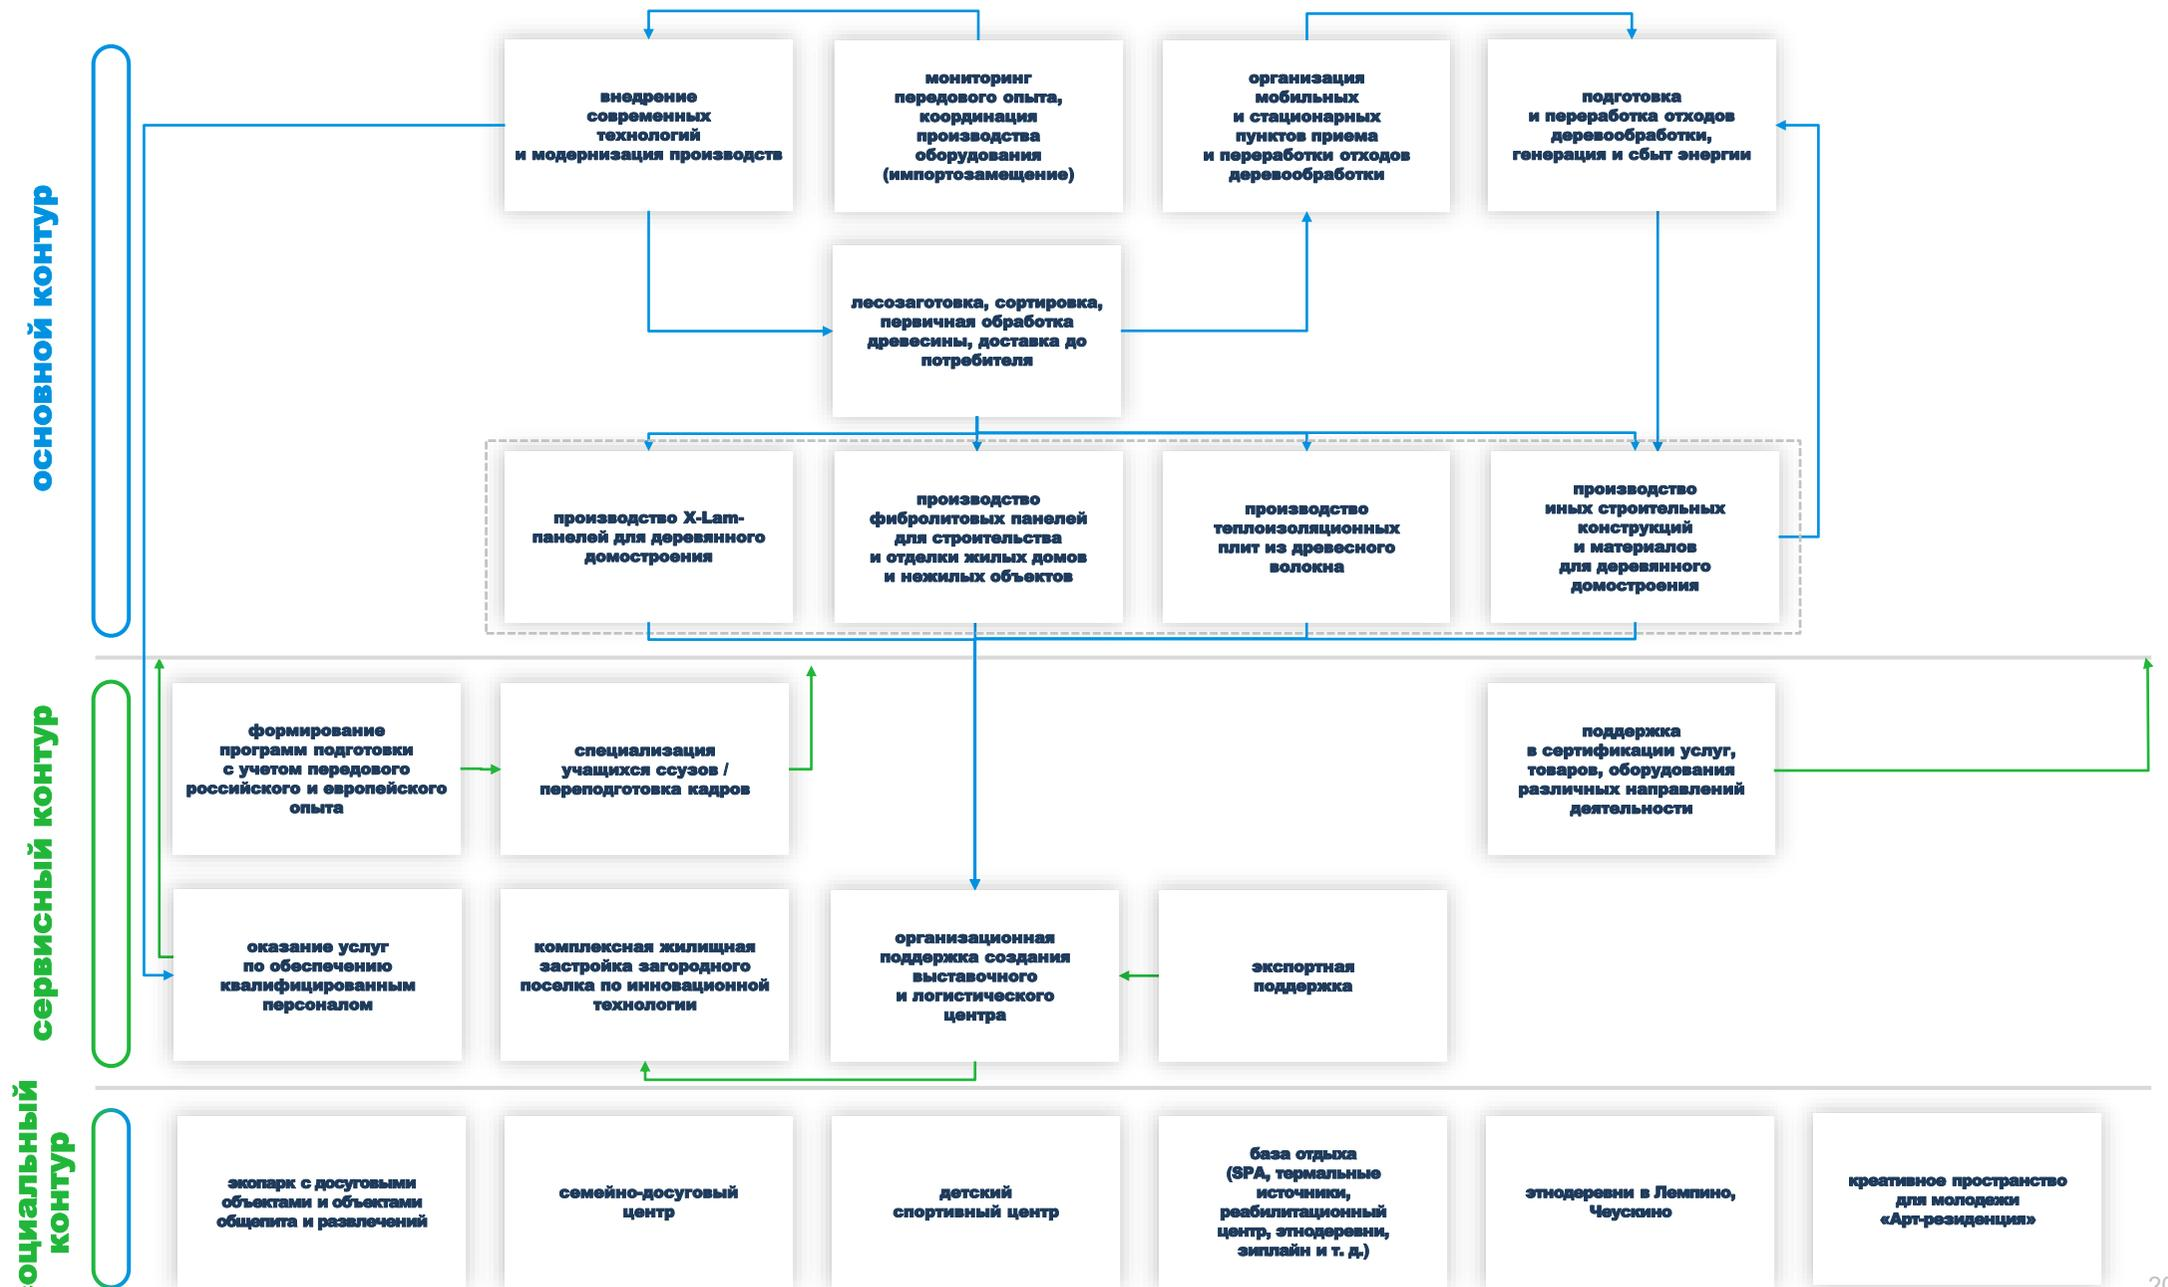 основной контур
внедрение
современных
технологий
и модернизация производств
мониторинг
передового опыта,
координация
производства
оборудования
(импортозамещение)
организация
мобильных
и стационарных
пунктов приема
и переработки отходов
деревообработки
подготовка
и переработка отходов
деревообработки,
генерация и сбыт энергии
лесозаготовка, сортировка,
первичная обработка
древесины, доставка до
потребителя
производство X-Lam-
панелей для деревянного
домостроения
производство
фибролитовых панелей
для строительства
и отделки жилых домов
и нежилых объектов
производство
теплоизоляционных
плит из древесного
волокна
производство
иных строительных
конструкций
и материалов
для деревянного
домостроения
сервисный контур
формирование
программ подготовки
с учетом передового
российского и европейского
опыта
специализация
учащихся ссузов /
переподготовка кадров
поддержка
в сертификации услуг,
товаров, оборудования
различных направлений
деятельности
оказание услуг
по обеспечению
квалифицированным
персоналом
комплексная жилищная
застройка загородного
поселка по инновационной
технологии
организационная
поддержка создания
выставочного
и логистического
центра
экспортная
поддержка
оциальный
контур
экопарк с досуговыми
объектами и объектами
общепита и развлечений
семейно-досуговый
центр
детский
спортивный центр
база отдыха
(SPA, термальные
источники,
реабилитационный
центр, этнодеревни,
зиплайн и т. д.)
этнодеревни в Лемпино,
Чеускино
креативное пространство
для молодежи
«Арт-резиденция»